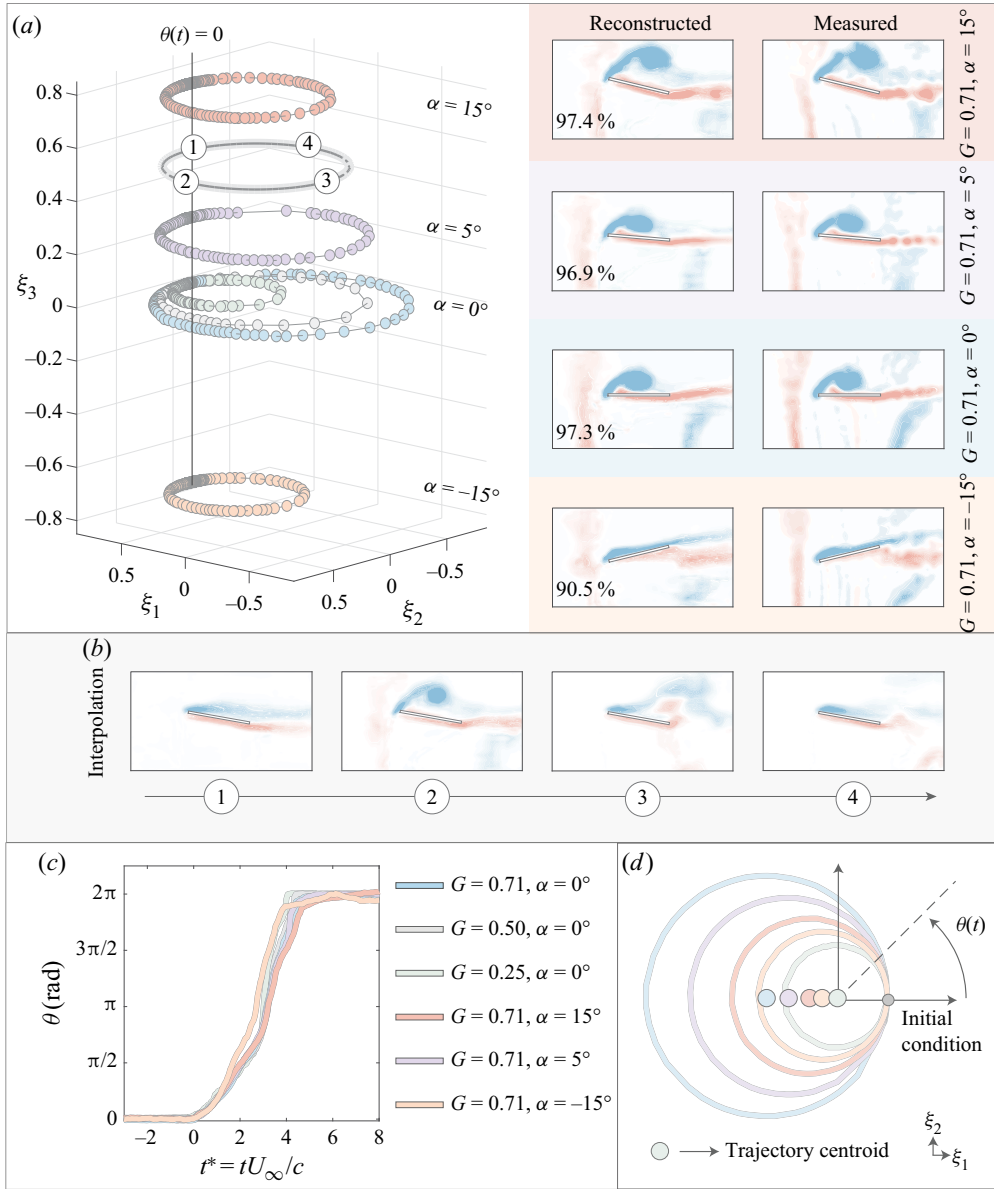 (a)
θ(t) = 0
0.8
0.6
0.4
0.2
0
−0.2
−0.4
−0.6
−0.8
ξ3
α = 15°
1
4
2
3
α = 5°
α = 0°
α = −15°
0.5
0
−0.5
ξ1
0.5
0
−0.5
ξ2
Reconstructed
Measured
97.4 %
G = 0.71, α = 15°
96.9 %
G = 0.71, α = 5°
97.3 %
G = 0.71, α = 0°
90.5 %
G = 0.71, α = −15°
(b)
Interpolation
1
2
3
4
(c)
2π
3π/2
π
π/2
0
θ (rad)
−2
0
2
4
6
8
t* = tU∞/c
G = 0.71, α = 0°
G = 0.50, α = 0°
G = 0.25, α = 0°
G = 0.71, α = 15°
G = 0.71, α = 5°
G = 0.71, α = −15°
(d)
θ(t)
Initial
condition
Trajectory centroid
ξ2
ξ1